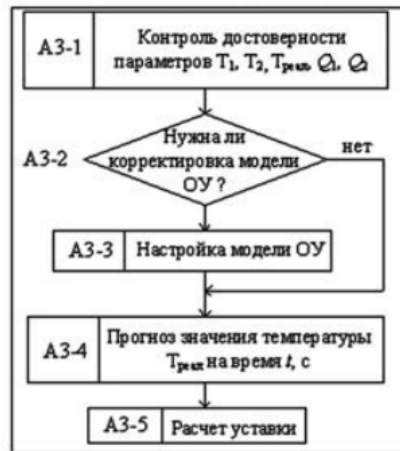 А3-1
Контроль достоверности
параметров T₁, T₂, Tреак, Q₁, Q₂
А3-2
Нужна ли
корректировка модели
ОУ ?
нет
А3-3
Настройка модели ОУ
А3-4
Прогноз значения температуры
Tреак на время t, с
А3-5
Расчет уставки